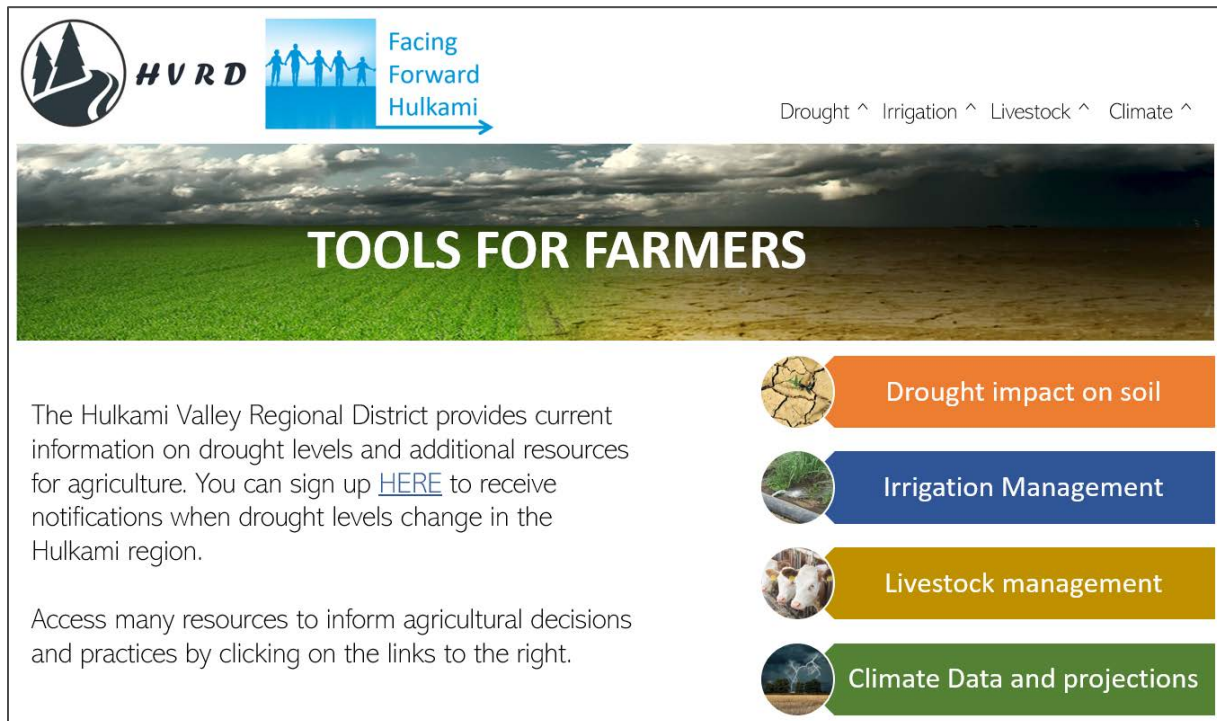 HVRD
Facing
Forward
Hulkami
Drought ^ Irrigation ^ Livestock ^ Climate ^
TOOLS FOR FARMERS
The Hulkami Valley Regional District provides current
information on drought levels and additional resources
for agriculture. You can sign up HERE to receive
notifications when drought levels change in the
Hulkami region.
Access many resources to inform agricultural decisions
and practices by clicking on the links to the right.
Drought impact on soil
Irrigation Management
Livestock management
Climate Data and projections